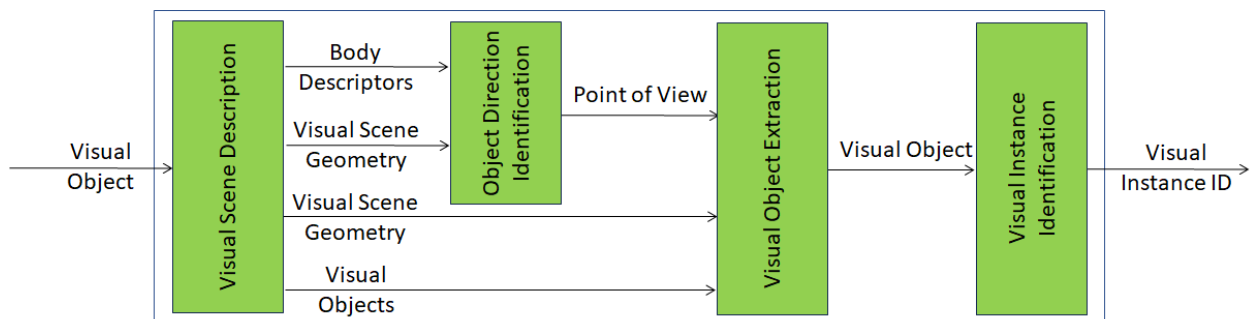 Visual
Object
Visual Scene Description
Body
Descriptors
Visual Scene
Geometry
Visual Scene
Geometry
Visual
Objects
Object Direction
Identification
Point of View
Visual Object Extraction
Visual Object
Visual Instance
Identification
Visual
Instance ID